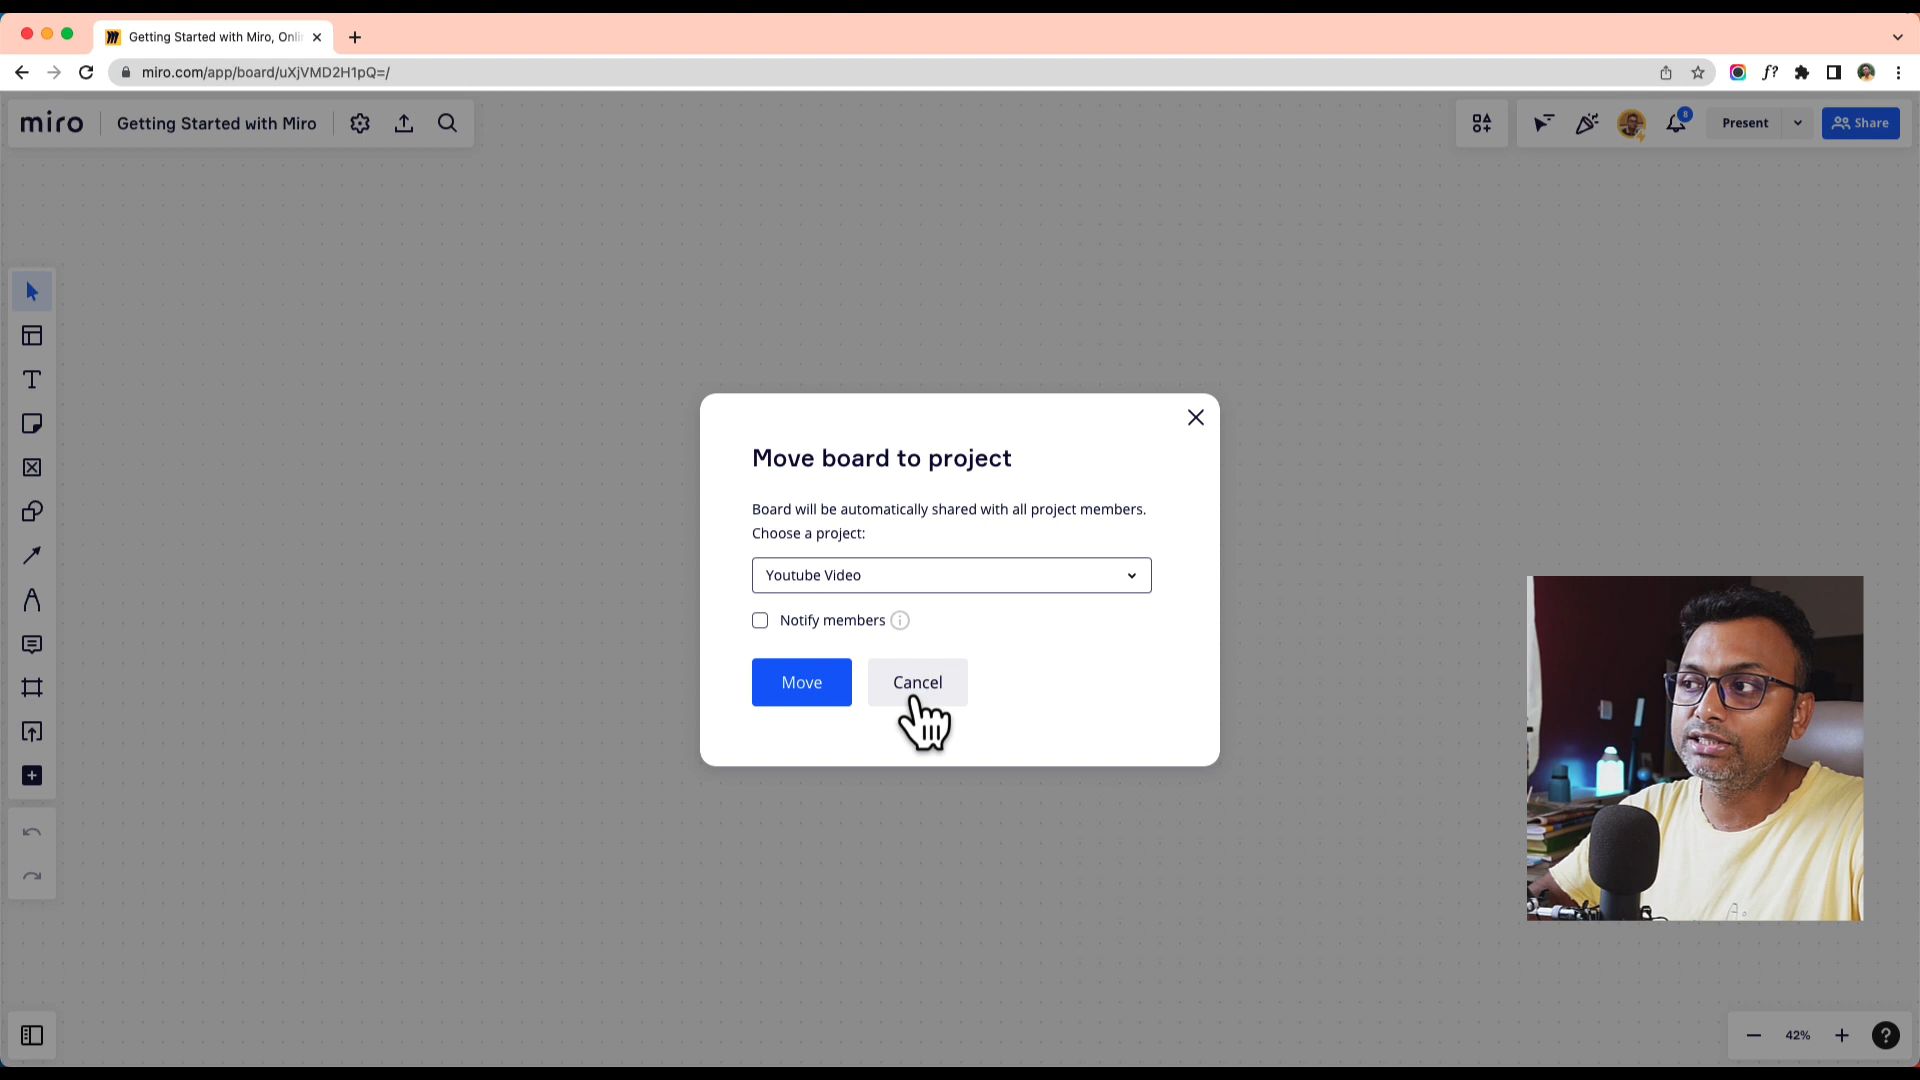 Getting Started with Miro, Onli
miro.com/app/board/uXjVMD2H1pQ=/
f?
miro
Getting Started with Miro
8
Present
Share
Move board to project
Board will be automatically shared with all project members.
Choose a project:
Youtube Video
Notify members
Move
Cancel
42%
?